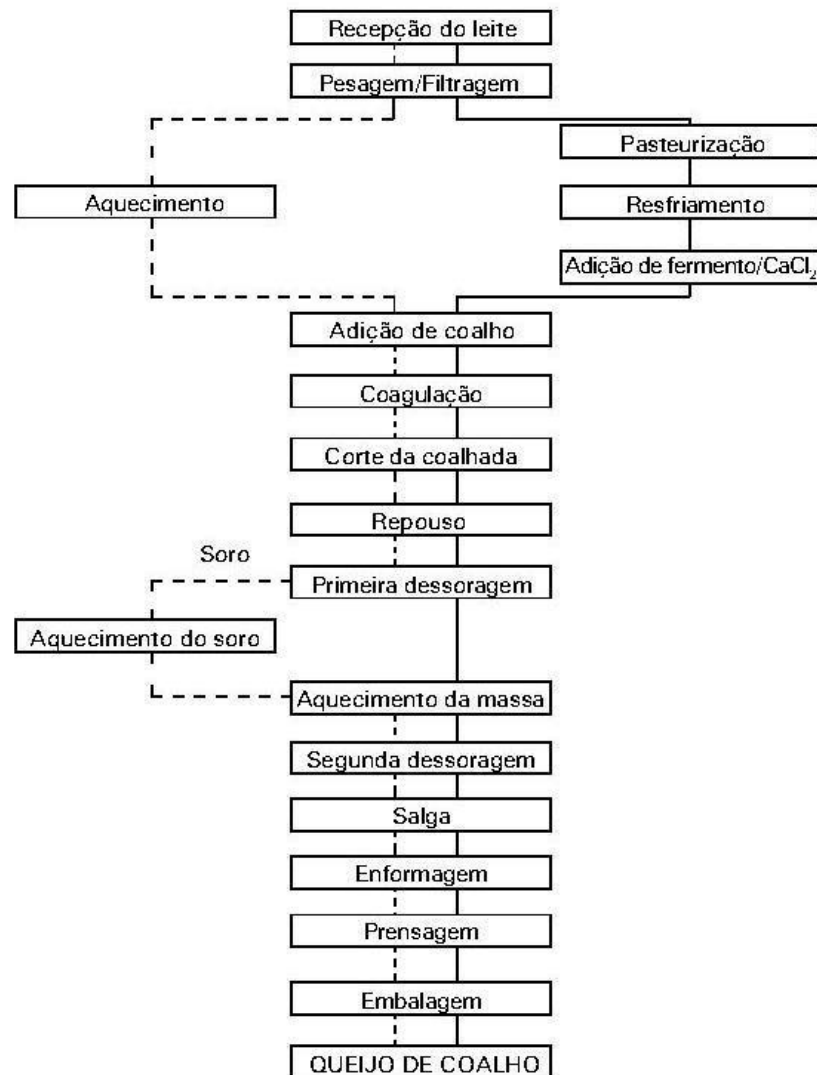 Recepção do leite
Pesagem/Filtragem
Pasteurização
Aquecimento
Resfriamento
Adição de fermento/CaCl₂
Adição de coalho
Coagulação
Corte da coalhada
Repouso
Soro
Primeira dessoragem
Aquecimento do soro
Aquecimento da massa
Segunda dessoragem
Salga
Enformagem
Prensagem
Embalagem
QUEIJO DE COALHO